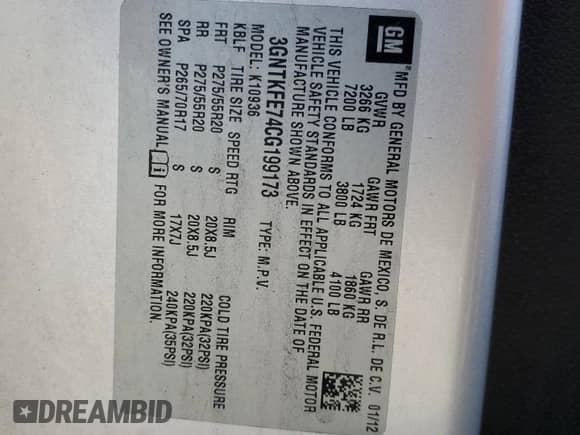 GM
MFD BY GENERAL MOTORS DE MEXICO S. DE R.L. DE C.V. 01/12
GVWR GAWR FRT GAWR RR
3266 KG 1724 KG 1860 KG
7200 LB 3800 LB 4100 LB
THIS VEHICLE CONFORMS TO ALL APPLICABLE U.S. FEDERAL MOTOR
VEHICLE SAFETY STANDARDS IN EFFECT ON THE DATE OF
MANUFACTURE SHOWN ABOVE.
3GNTKFE74CG199173 TYPE: M.P.V.
MODEL: K10936
KBLF TIRE SIZE SPEED RTG RIM COLD TIRE PRESSURE
FRT P275/55R20 S 20X8.5J 220KPA(32PSI)
RR P275/55R20 S 20X8.5J 220KPA(32PSI)
SPA P265/70R17 S 17X7J 240KPA(35PSI)
SEE OWNER'S MANUAL FOR MORE INFORMATION.
DREAMBID